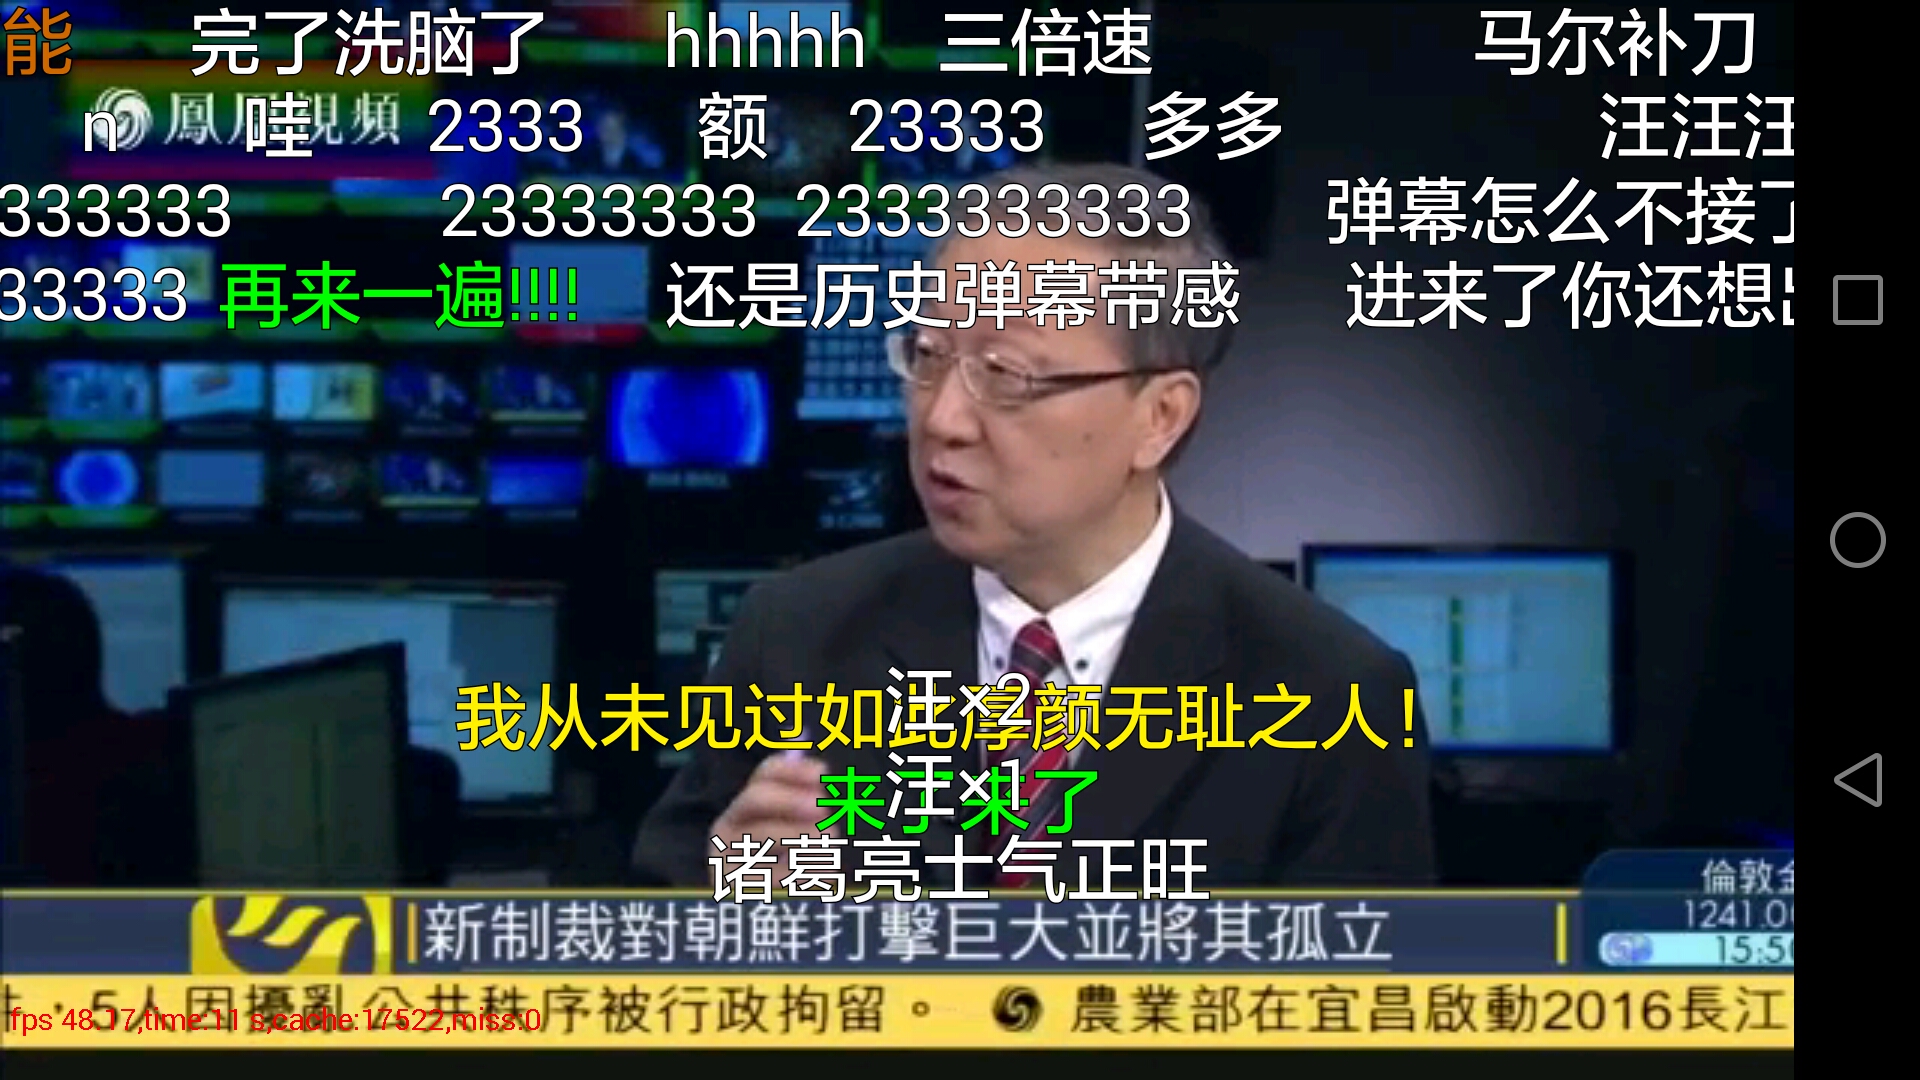 能 完了洗脑了 hhhhh 三倍速 马尔补刀
n 哇 2333 额 23333 多多 汪汪汪
鳳凰視頻
333333 23333333 2333333333 弹幕怎么不接了
33333 再来一遍!!!! 还是历史弹幕带感 进来了你还想出
汪×2
我从未见过如此厚颜无耻之人!
汪×1
来了来了
诸葛亮士气正旺
倫敦金
新制裁對朝鮮打擊巨大並將其孤立
1241.0
15:50
5人因擾亂公共秩序被行政拘留。 農業部在宜昌啟動2016長江
fps 48.17,time:11 s,cache:17522,miss:0